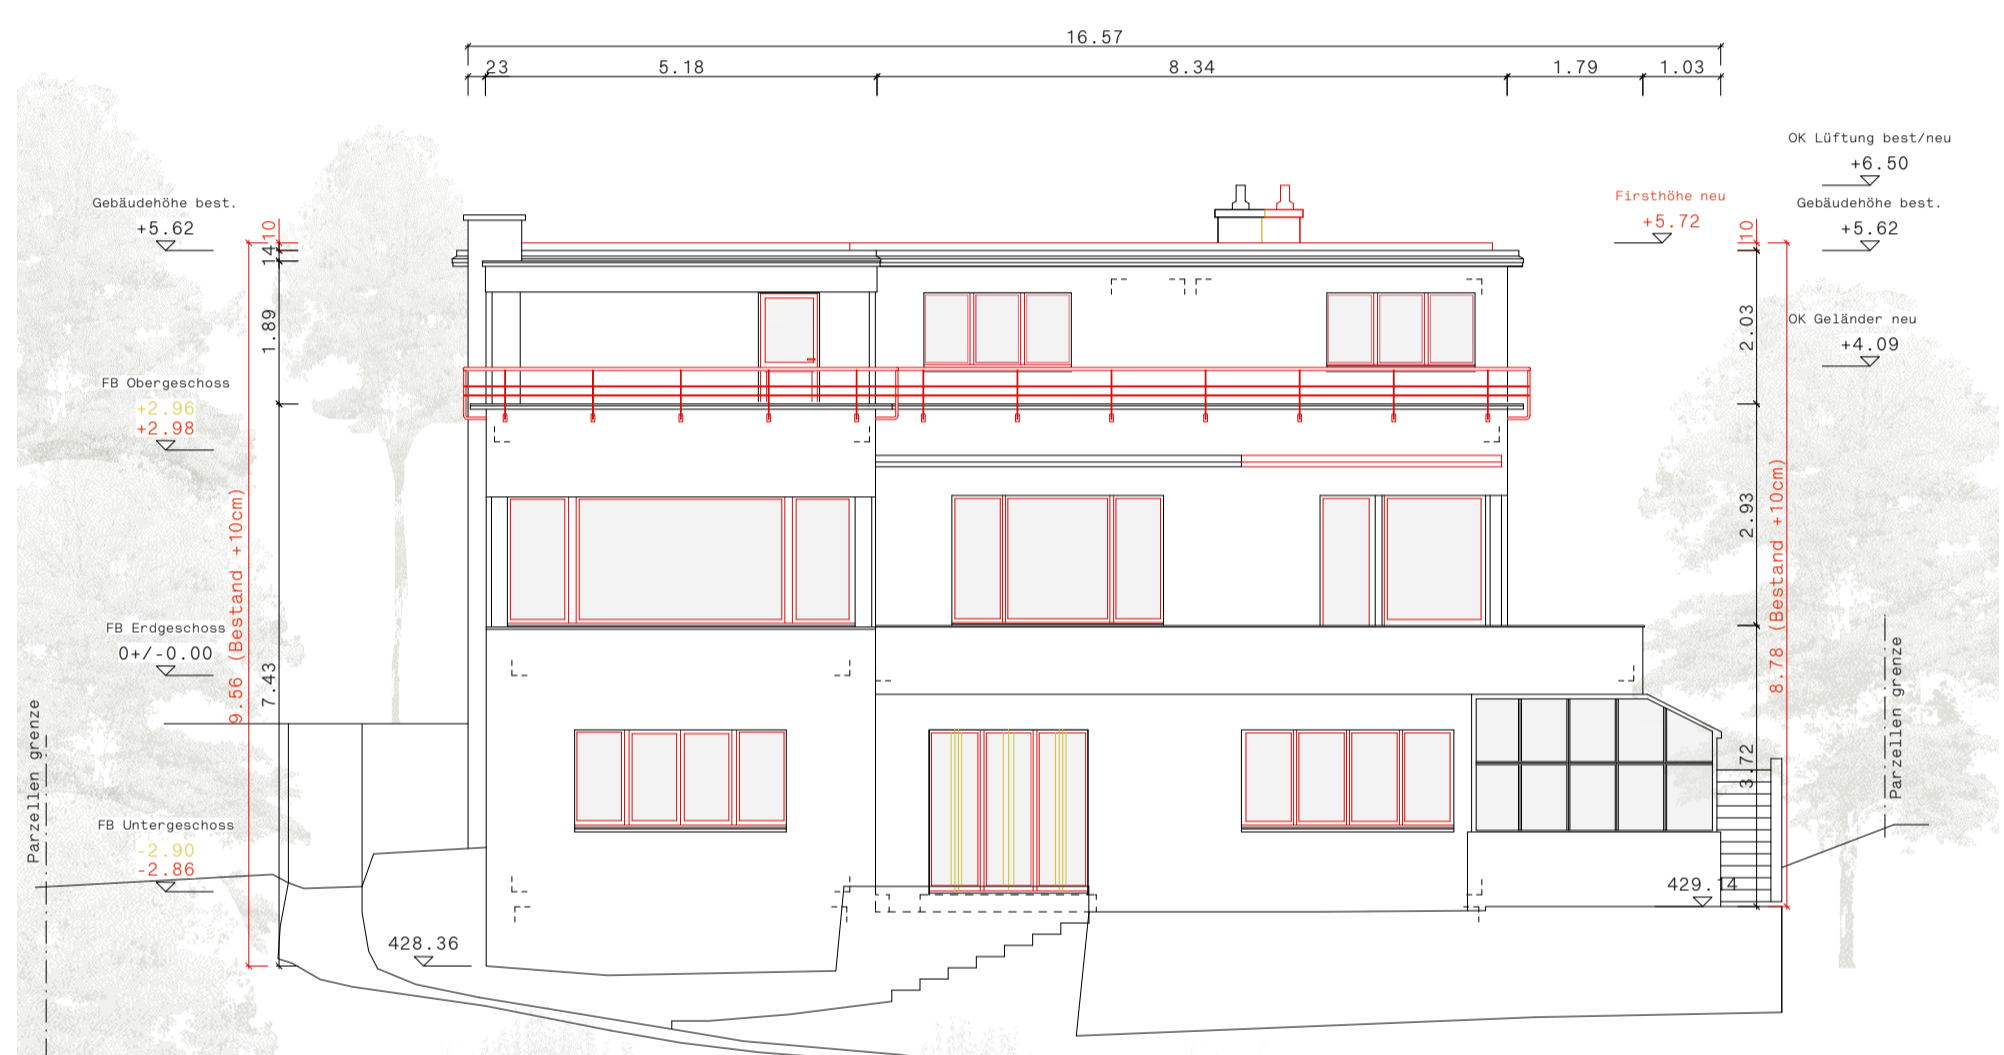 16.57
23 5.18 8.34 1.79 1.03
OK Lüftung best/neu
+6.50
Gebäudehöhe best.
+5.62
Firsthöhe neu
+5.72
Gebäudehöhe best.
+5.62
10
14
1.89
7.43
9.56 (Bestand +10cm)
10
2.03
2.93
3.72
8.78 (Bestand +10cm)
OK Geländer neu
+4.09
FB Obergeschoss
+2.96
+2.98
FB Erdgeschoss
0+/-0.00
FB Untergeschoss
-2.90
-2.86
Parzellen grenze
Parzellen grenze
428.36
429.14